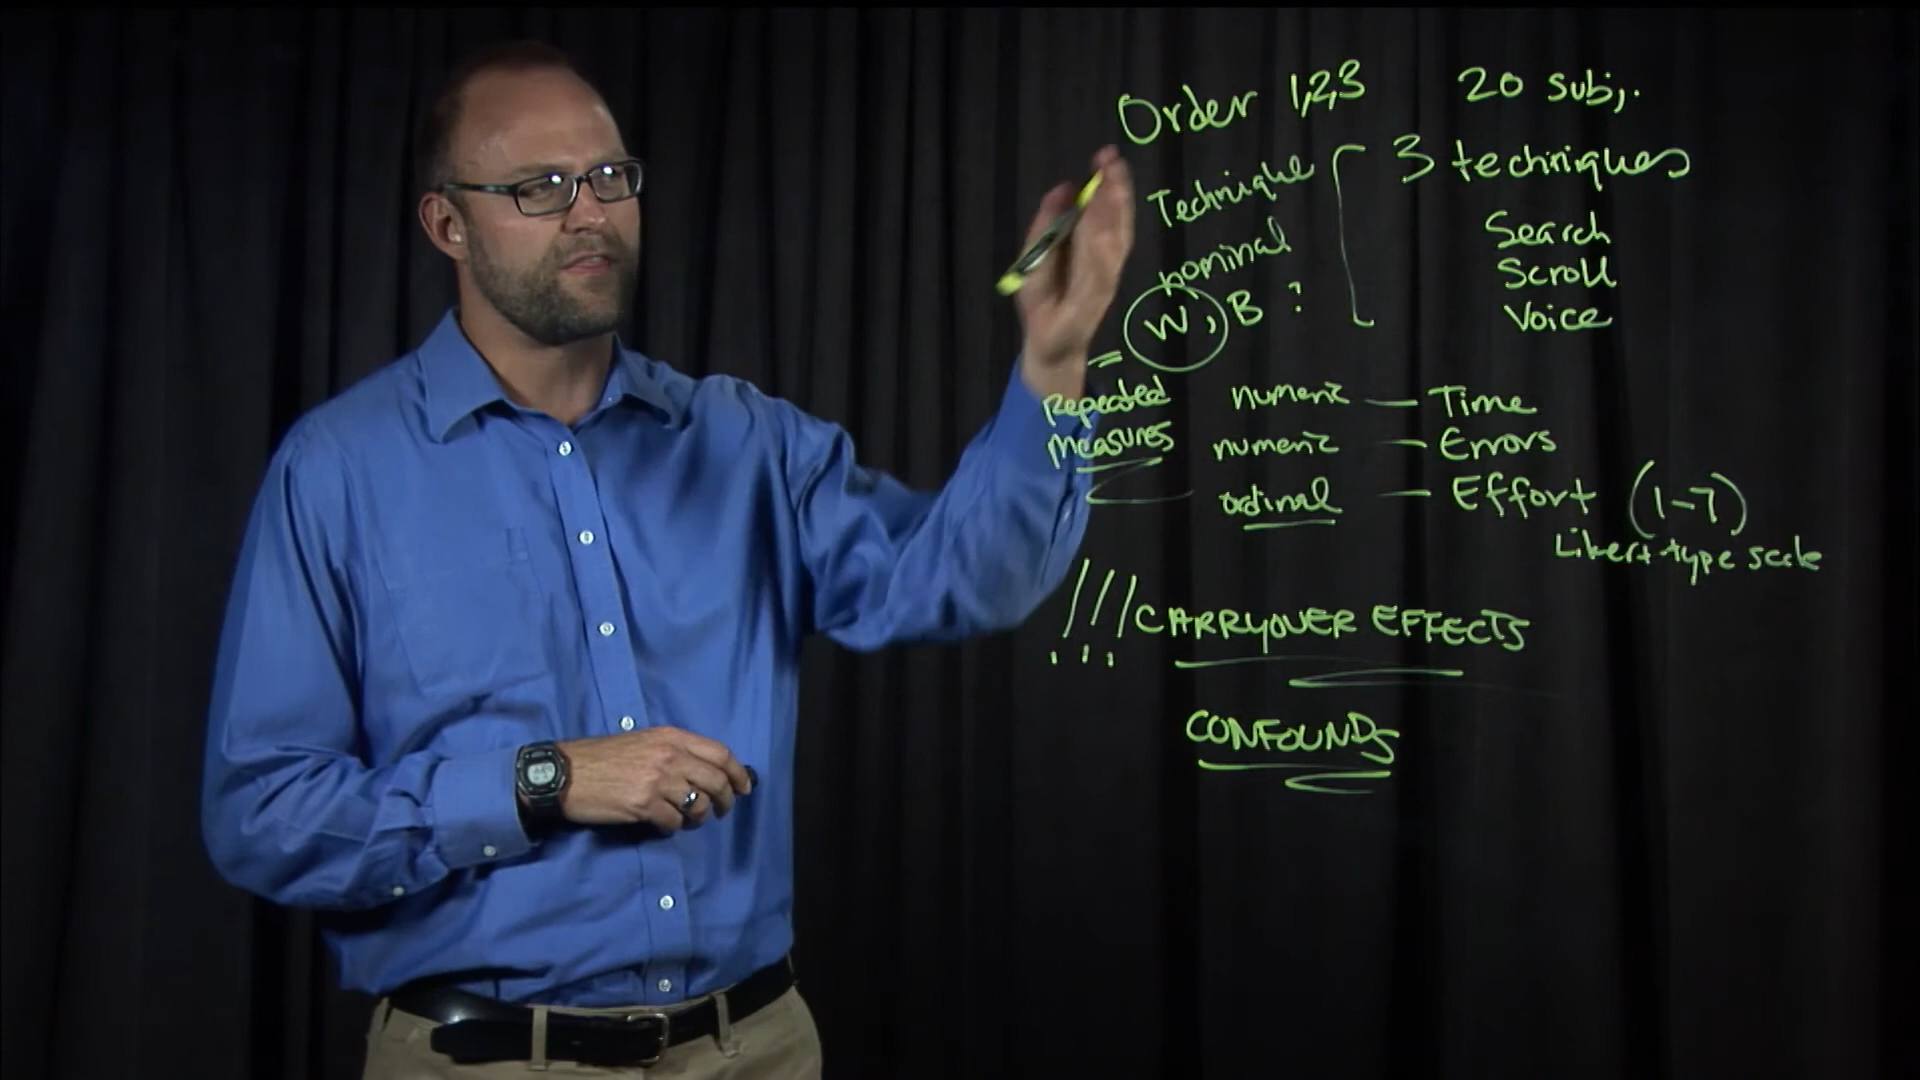 Order 1,2,3 20 subj.
Technique 3 techniques
nominal Search
Scroll
W, B ? Voice
=
Repeated numeric — Time
Measures numeric — Errors
ordinal — Effort (1-7)
Likert-type scale
!!! CARRYOVER EFFECTS
CONFOUNDS